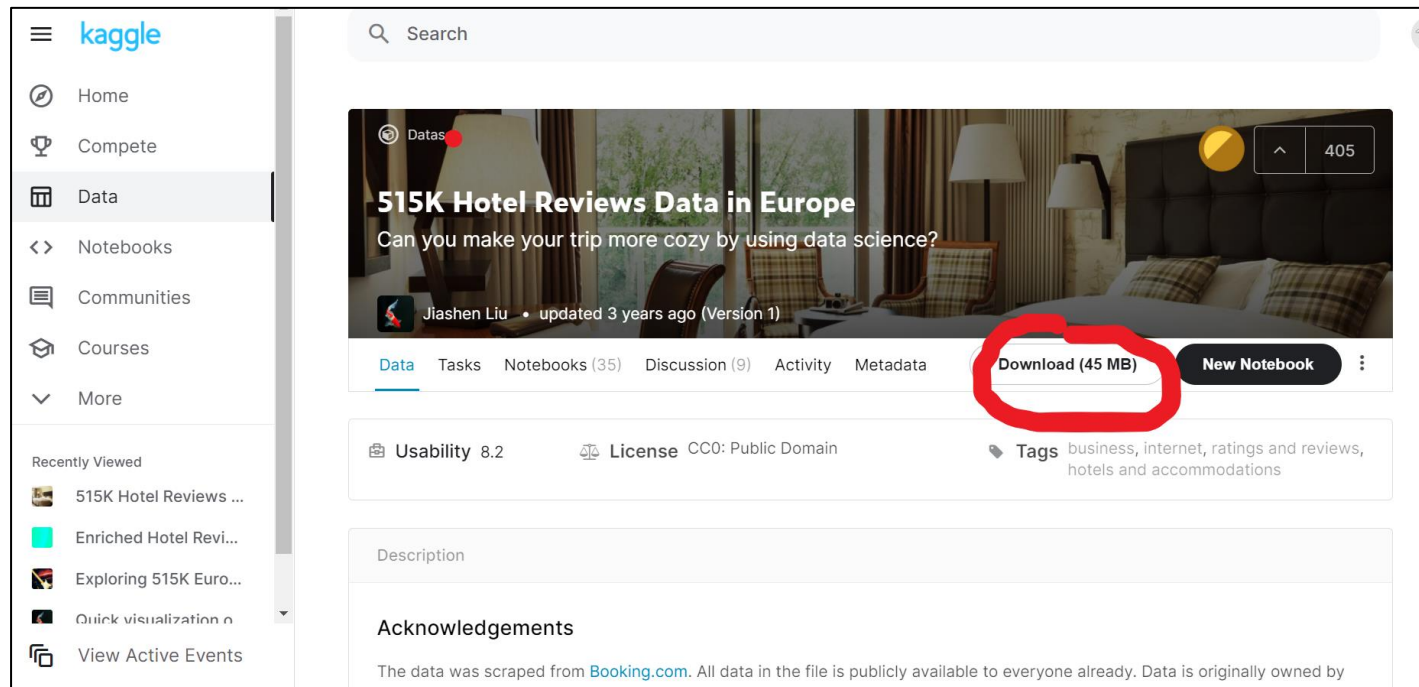 kaggle
Search
Home
Compete
Data
Notebooks
Communities
Courses
More
Recently Viewed
515K Hotel Reviews ...
Enriched Hotel Revi...
Exploring 515K Euro...
Quick visualization o
View Active Events
Datas
405
515K Hotel Reviews Data in Europe
Can you make your trip more cozy by using data science?
Jiashen Liu • updated 3 years ago (Version 1)
Data Tasks Notebooks (35) Discussion (9) Activity Metadata Download (45 MB) New Notebook
Usability 8.2 License CC0: Public Domain Tags business, internet, ratings and reviews,
hotels and accommodations
Description
Acknowledgements
The data was scraped from Booking.com. All data in the file is publicly available to everyone already. Data is originally owned by